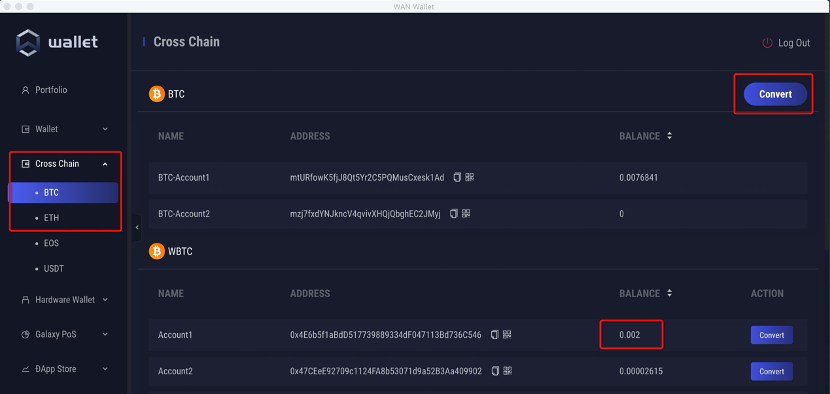 WAN Wallet
wallet
Cross Chain
Log Out
Portfolio
Wallet
Cross Chain
BTC
ETH
EOS
USDT
Hardware Wallet
Galaxy PoS
ĐApp Store
BTC
Convert
NAME ADDRESS BALANCE
BTC-Account1 mtURfowK5fjJ8Qt5Yr2C5PQMusCxesk1Ad 0.0076841
BTC-Account2 mzj7fxdYNJkncV4qvivXHQjQbghEC2JMyj 0
WBTC
NAME ADDRESS BALANCE ACTION
Account1 0x4E6b5f1aBdD517739889334dF047113Bd736C546 0.002 Convert
Account2 0x47CEeE92709c1124FA8b53071d9a52B3Aa409902 0.00002615 Convert